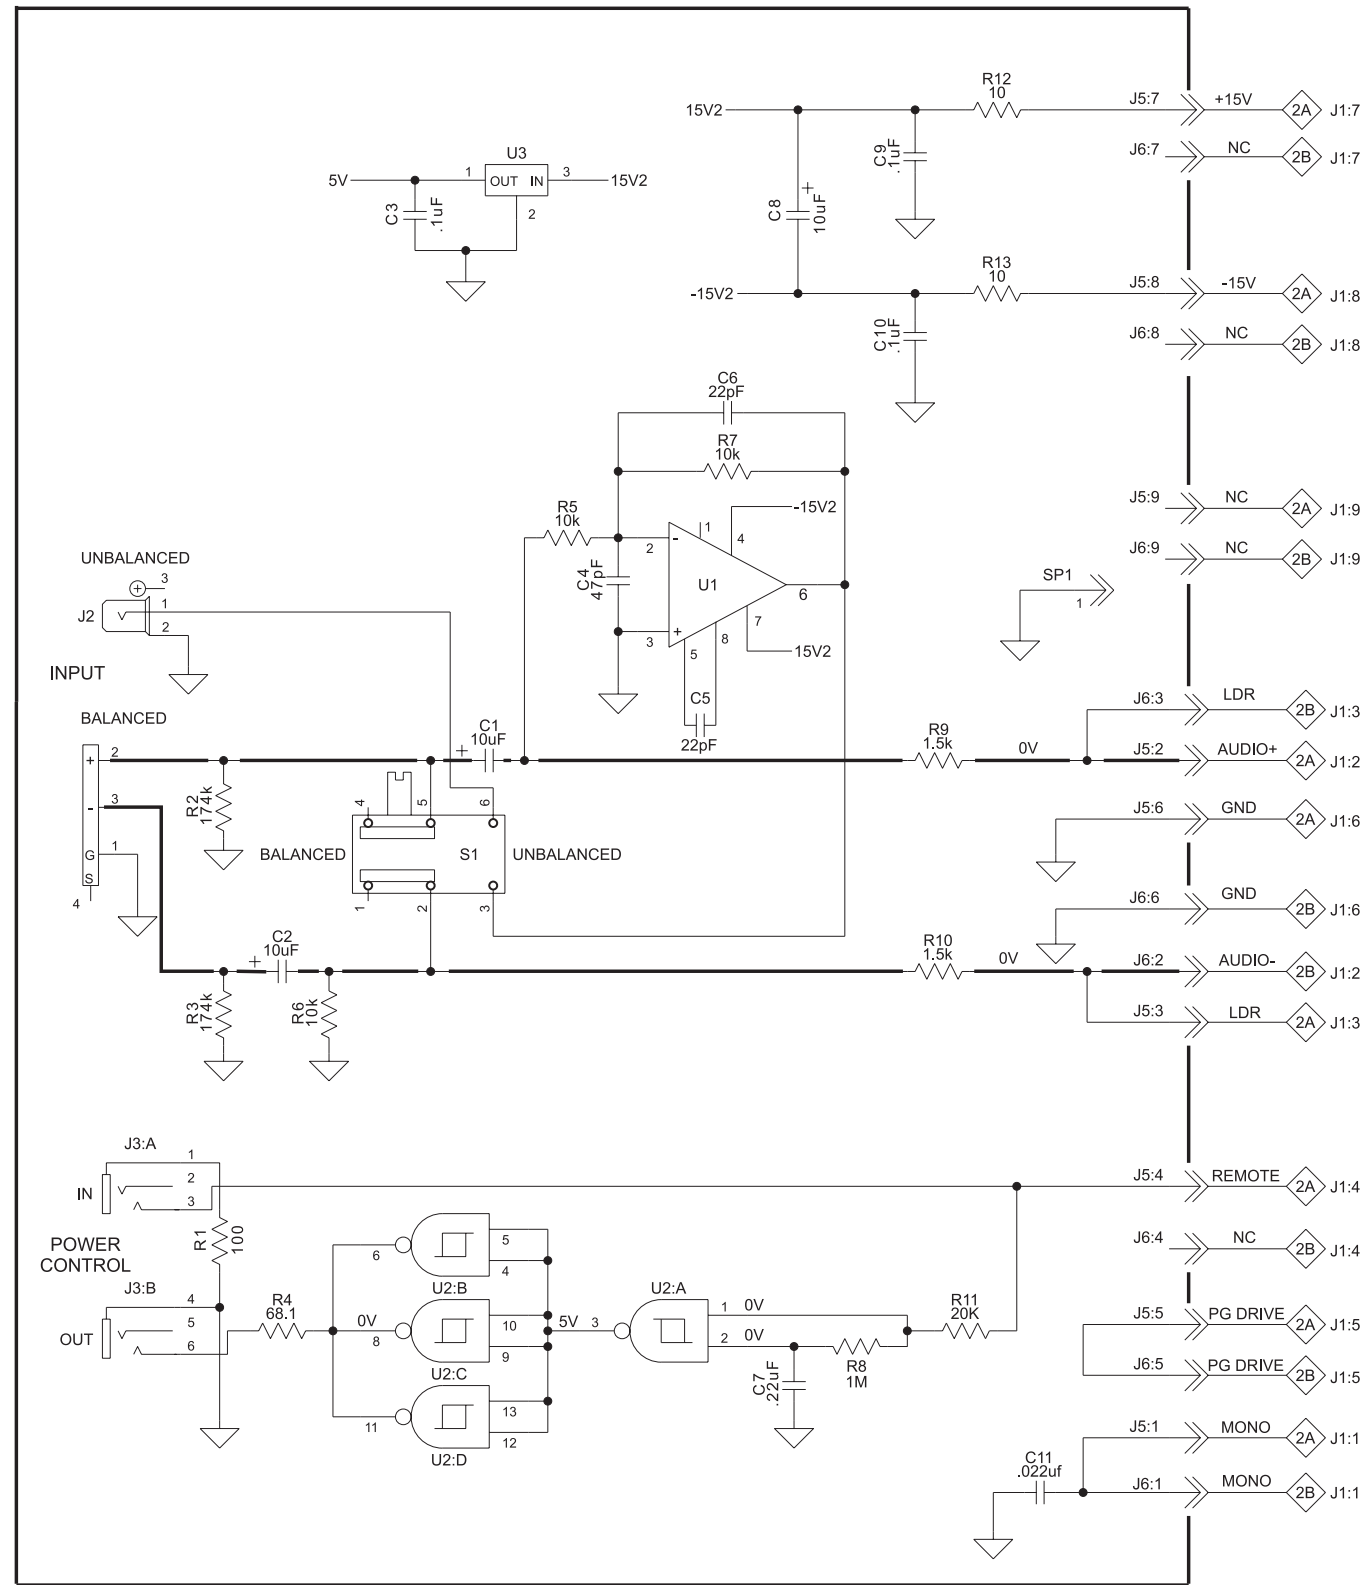 R12
10
J5:7
+15V
2A
J1:7
15V2
C9
.1uF
J6:7
NC
2B
J1:7
U3
5V
1
OUT IN
3
15V2
2
C3
.1uF
C8
+
10uF
R13
10
J5:8
-15V
2A
J1:8
-15V2
C10
.1uF
J6:8
NC
2B
J1:8
C6
22pF
R7
10k
J5:9
NC
2A
J1:9
R5
10k
-15V2
1
4
2
-
J6:9
NC
2B
J1:9
UNBALANCED
3
1
J2
2
C4
47pF
U1
6
SP1
1
3
+
5
8
7
15V2
INPUT
C5
22pF
J6:3
LDR
2B
J1:3
BALANCED
C1
+
10uF
R9
1.5k
0V
J5:2
AUDIO+
2A
J1:2
+
2
-
3
R2
174k
4
5
6
J5:6
GND
2A
J1:6
G
1
S
4
BALANCED
S1
UNBALANCED
1
2
3
J6:6
GND
2B
J1:6
C2
+
10uF
R10
1.5k
0V
J6:2
AUDIO-
2B
J1:2
R3
174k
R6
10k
J5:3
LDR
2A
J1:3
J3:A
1
2
IN
3
J5:4
REMOTE
2A
J1:4
R1
100
POWER
CONTROL
6
5
4
U2:B
J6:4
NC
2B
J1:4
J3:B
4
5
OUT
6
R4
68.1
0V
8
10
9
U2:C
5V
3
U2:A
1
0V
2
0V
R11
20K
R8
1M
C7
.22uF
J5:5
PG DRIVE
2A
J1:5
J6:5
PG DRIVE
2B
J1:5
11
13
12
U2:D
J5:1
MONO
2A
J1:1
C11
.022uf
J6:1
MONO
2B
J1:1